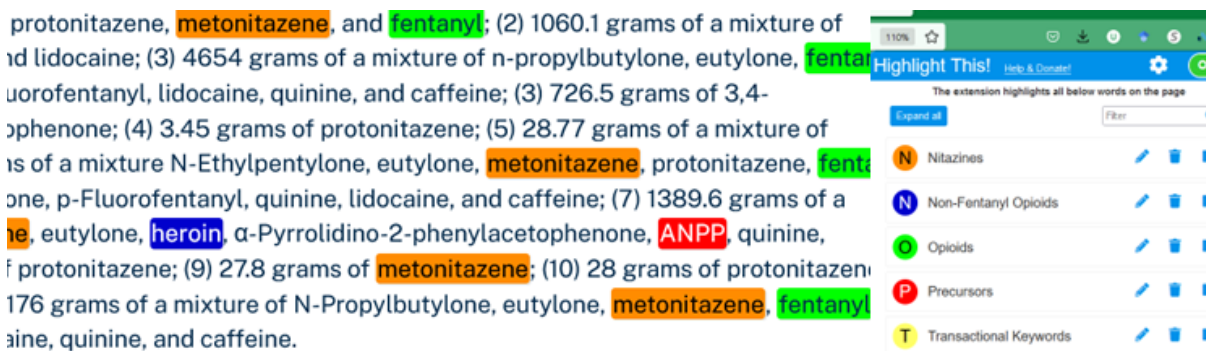 protonitazene, metonitazene, and fentanyl; (2) 1060.1 grams of a mixture of
nd lidocaine; (3) 4654 grams of a mixture of n-propylbutylone, eutylone, fentan
uorofentanyl, lidocaine, quinine, and caffeine; (3) 726.5 grams of 3,4-
ophenone; (4) 3.45 grams of protonitazene; (5) 28.77 grams of a mixture of
ns of a mixture N-Ethylpentylone, eutylone, metonitazene, protonitazene, fenta
one, p-Fluorofentanyl, quinine, lidocaine, and caffeine; (7) 1389.6 grams of a
ne, eutylone, heroin, α-Pyrrolidino-2-phenylacetophenone, ANPP, quinine,
f protonitazene; (9) 27.8 grams of metonitazene; (10) 28 grams of protonitazen
176 grams of a mixture of N-Propylbutylone, eutylone, metonitazene, fentanyl
aine, quinine, and caffeine.
110%
S
Highlight This! Help & Donate!
The extension highlights all below words on the page
Expand all Filter
N Nitazines
N Non-Fentanyl Opioids
O Opioids
P Precursors
T Transactional Keywords